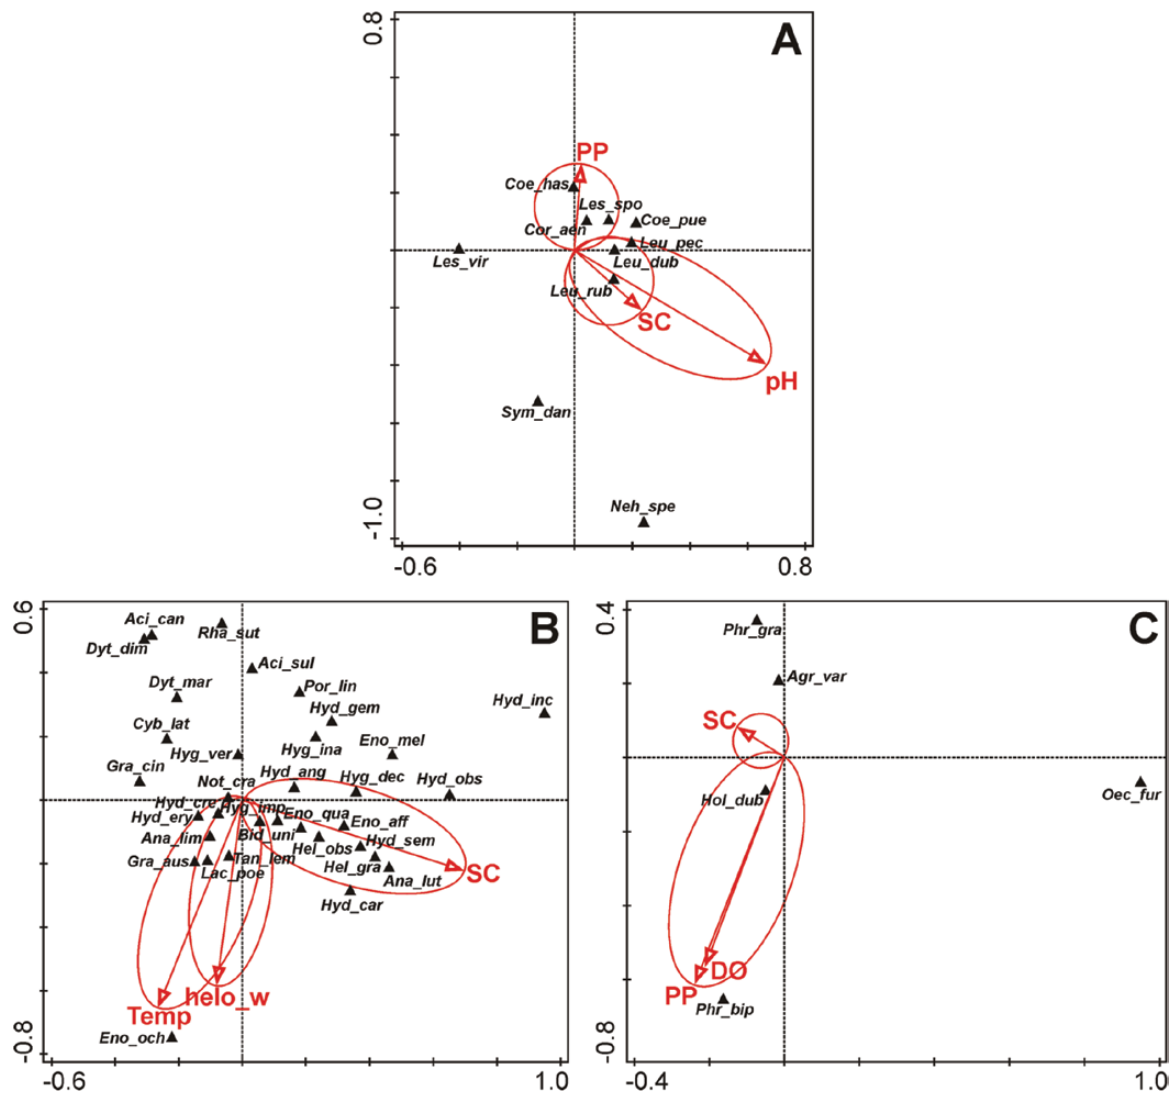 A
0.8
PP
Coe_has
Les_spo
Coe_pue
Cor_aen
Leu_pec
Les_vir
Leu_dub
Leu_rub
SC
pH
Sym_dan
Neh_spe
-1.0
-0.6
0.8
B
0.6
Aci_can
Rha_sut
Dyt_dim
Aci_sul
Dyt_mar
Por_lin
Hyd_inc
Hyd_gem
Cyb_lat
Eno_mel
Hyg_ver
Hyg_ina
Gra_cin
Hyd_ang
Hyg_dec
Hyd_obs
Not_cra
Hyd_cre
Hyg_imp
Hyd_ery
Eno_qua
Eno_aff
Ana_lim
Bid_uni
Hyd_sem
Hel_obs
Gra_aus
Tan_lem
Hel_gra
SC
Lac_poe
Ana_lut
Hyd_car
helo_w
Temp
Eno_och
-0.8
-0.6
1.0
C
0.4
Phr_gra
Agr_var
SC
Hol_dub
Oec_fur
DO
PP
Phr_bip
-0.8
-0.4
1.0